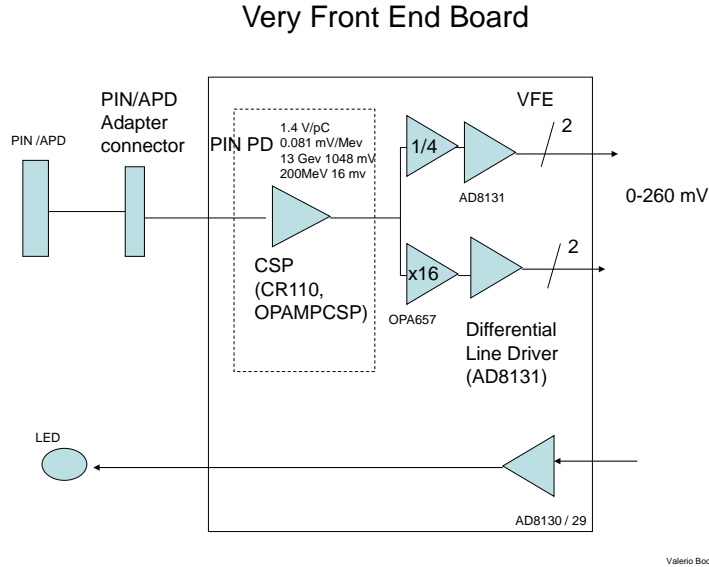 Very Front End Board
PIN /APD
PIN/APD
Adapter
connector
PIN PD
1.4 V/pC
0.081 mV/Mev
13 Gev 1048 mV
200MeV 16 mv
CSP
(CR110,
OPAMPCSP)
VFE
1/4
AD8131
2
0-260 mV
x16
OPA657
2
Differential
Line Driver
(AD8131)
LED
AD8130 / 29
Valerio Boc